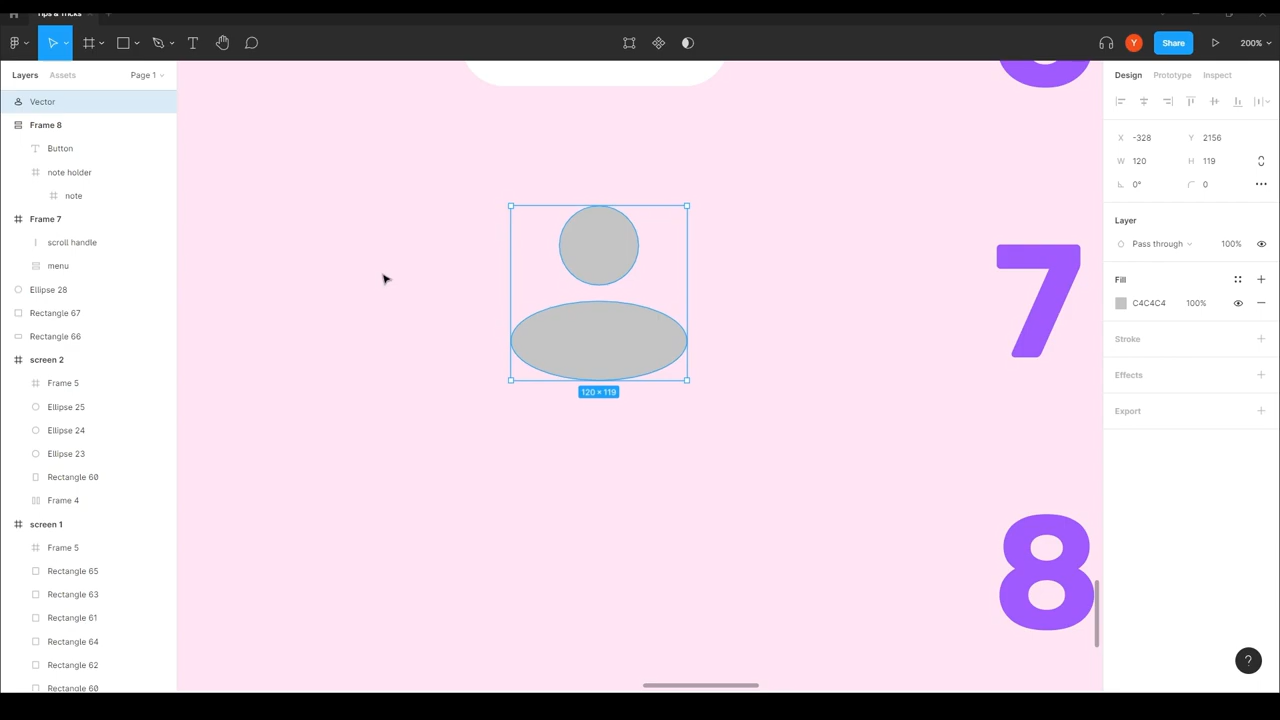 Tips & Tricks
Share
200%
Layers
Assets
Page 1
Vector
Frame 8
Button
note holder
note
Frame 7
scroll handle
menu
Ellipse 28
Rectangle 67
Rectangle 66
screen 2
Frame 5
Ellipse 25
Ellipse 24
Ellipse 23
Rectangle 60
Frame 4
screen 1
Frame 5
Rectangle 65
Rectangle 63
Rectangle 61
Rectangle 64
Rectangle 62
Rectangle 60
120 × 119
7
8
Y
Design
Prototype
Inspect
X -328 Y 2156
W 120 H 119
0° 0
Layer
Pass through 100%
Fill
C4C4C4 100%
Stroke
Effects
Export
?